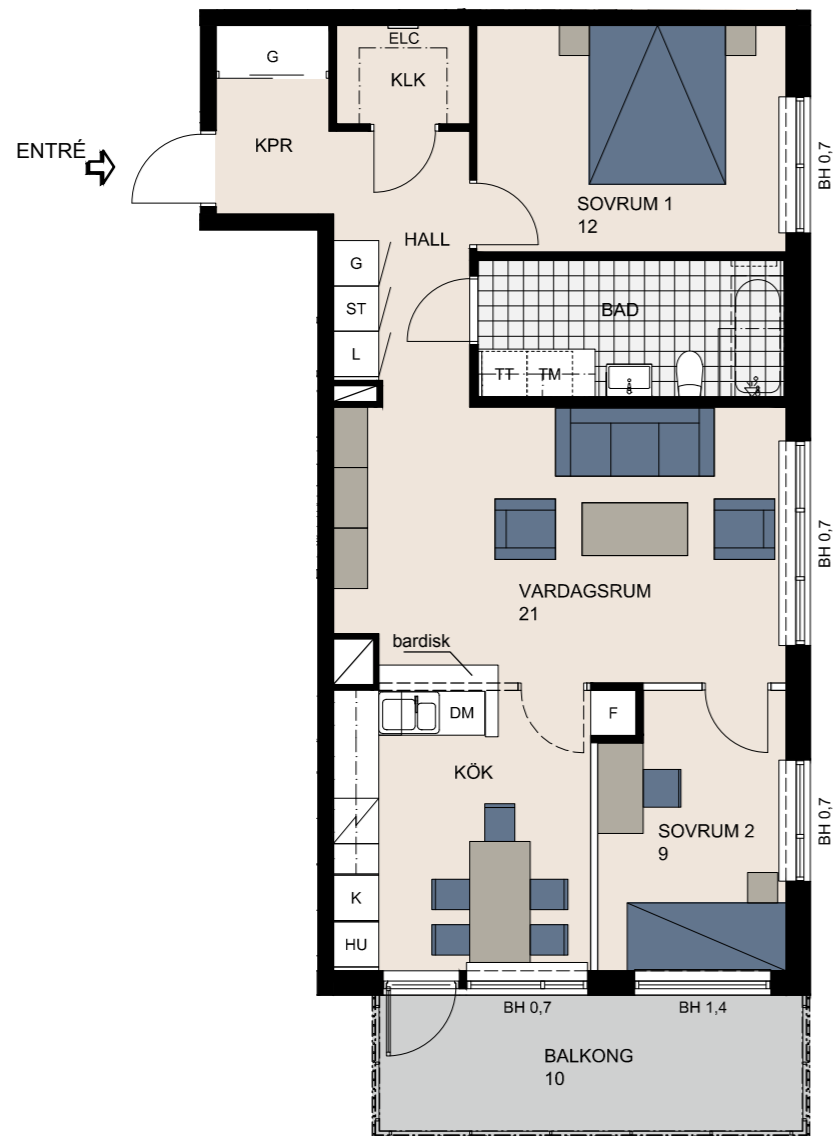 G
ELC
KLK
ENTRÉ
KPR
BH 0,7
SOVRUM 1
12
HALL
G
ST
L
BAD
TT
TM
BH 0,7
VARDAGSRUM
21
bardisk
DM
F
KÖK
BH 0,7
SOVRUM 2
9
K
HU
BH 0,7
BH 1,4
BALKONG
10